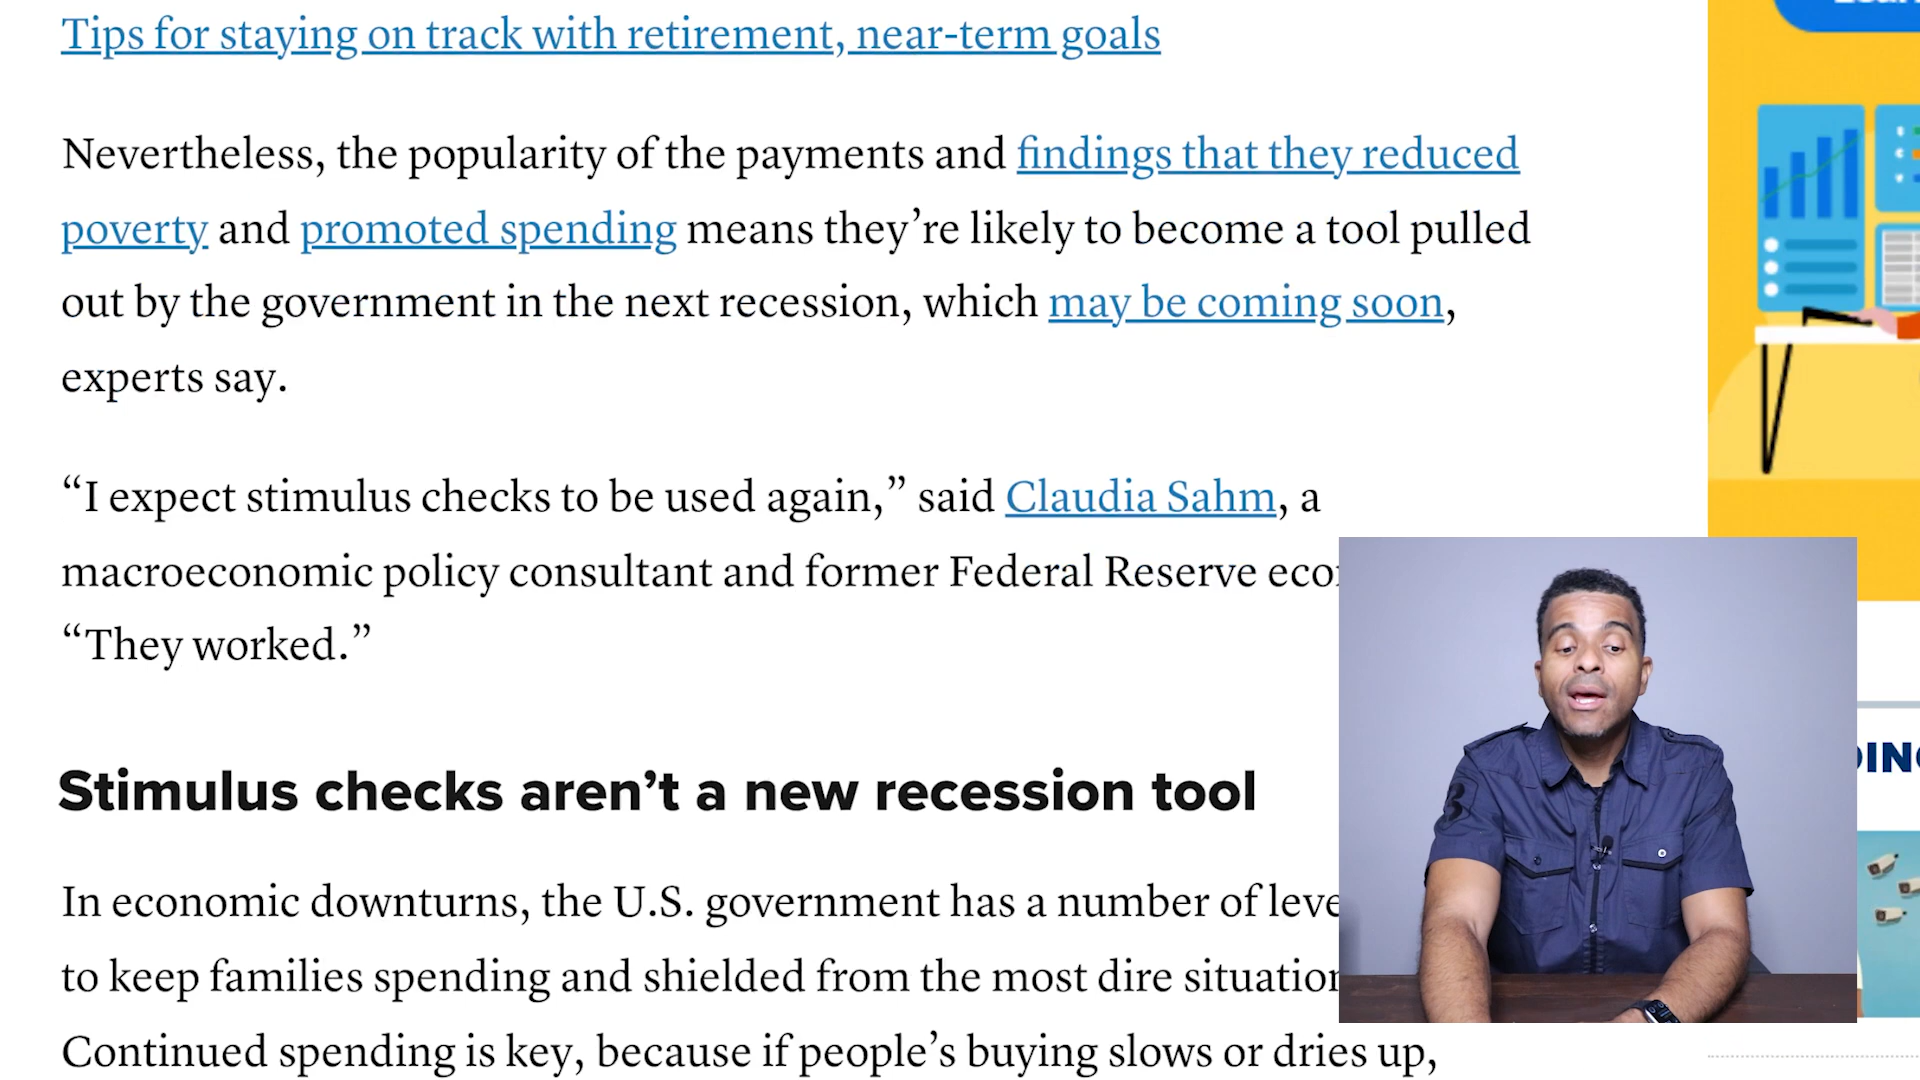 Tips for staying on track with retirement, near-term goals
Nevertheless, the popularity of the payments and findings that they reduced
poverty and promoted spending means they’re likely to become a tool pulled
out by the government in the next recession, which may be coming soon,
experts say.
“I expect stimulus checks to be used again,” said Claudia Sahm, a
macroeconomic policy consultant and former Federal Reserve
“They worked.”
Stimulus checks aren’t a new recession tool
In economic downturns, the U.S. government has a number of
to keep families spending and shielded from the most dire
Continued spending is key, because if people’s buying slows or dries up,